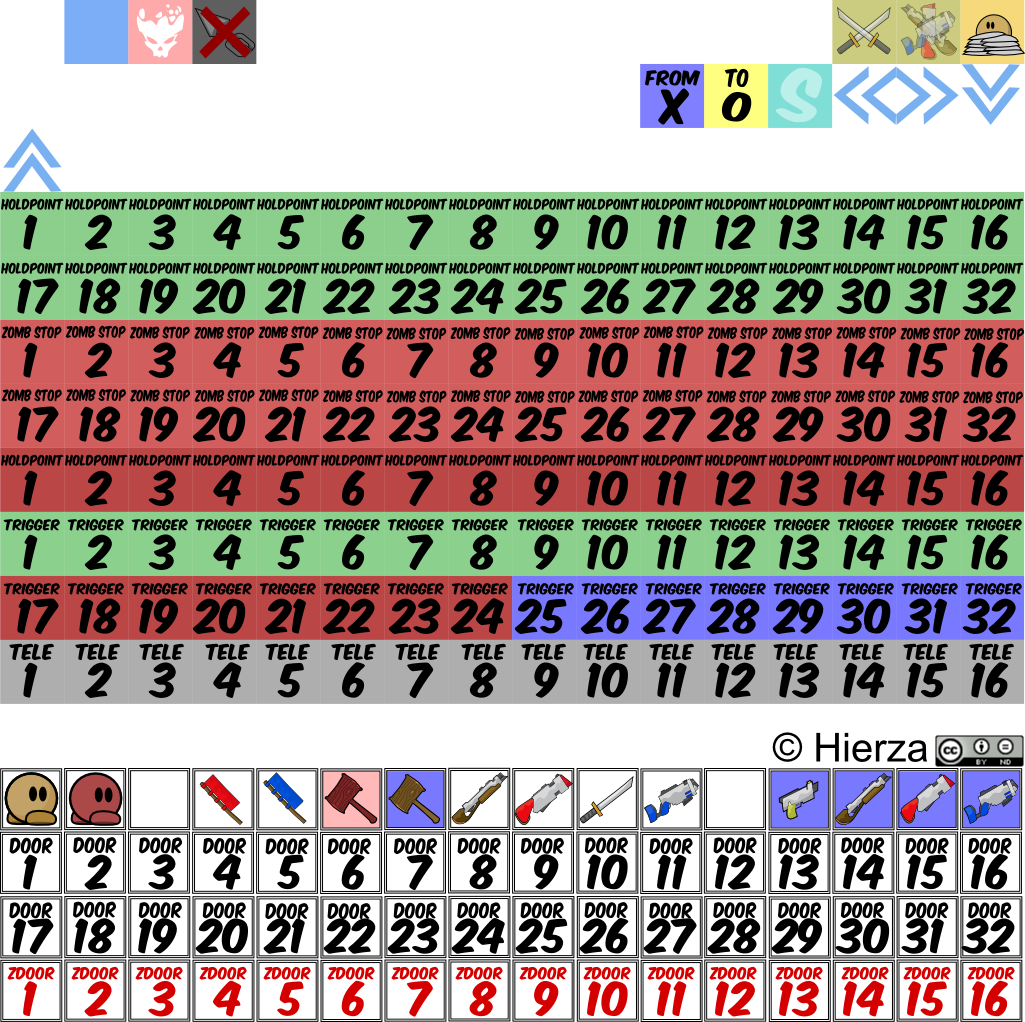 FROM TO S
X O
HOLDPOINT HOLDPOINT HOLDPOINT HOLDPOINT HOLDPOINT HOLDPOINT HOLDPOINT HOLDPOINT HOLDPOINT HOLDPOINT HOLDPOINT HOLDPOINT HOLDPOINT HOLDPOINT HOLDPOINT HOLDPOINT
1 2 3 4 5 6 7 8 9 10 11 12 13 14 15 16
HOLDPOINT HOLDPOINT HOLDPOINT HOLDPOINT HOLDPOINT HOLDPOINT HOLDPOINT HOLDPOINT HOLDPOINT HOLDPOINT HOLDPOINT HOLDPOINT HOLDPOINT HOLDPOINT HOLDPOINT HOLDPOINT
17 18 19 20 21 22 23 24 25 26 27 28 29 30 31 32
ZOMB STOP ZOMB STOP ZOMB STOP ZOMB STOP ZOMB STOP ZOMB STOP ZOMB STOP ZOMB STOP ZOMB STOP ZOMB STOP ZOMB STOP ZOMB STOP ZOMB STOP ZOMB STOP ZOMB STOP ZOMB STOP
1 2 3 4 5 6 7 8 9 10 11 12 13 14 15 16
ZOMB STOP ZOMB STOP ZOMB STOP ZOMB STOP ZOMB STOP ZOMB STOP ZOMB STOP ZOMB STOP ZOMB STOP ZOMB STOP ZOMB STOP ZOMB STOP ZOMB STOP ZOMB STOP ZOMB STOP ZOMB STOP
17 18 19 20 21 22 23 24 25 26 27 28 29 30 31 32
HOLDPOINT HOLDPOINT HOLDPOINT HOLDPOINT HOLDPOINT HOLDPOINT HOLDPOINT HOLDPOINT HOLDPOINT HOLDPOINT HOLDPOINT HOLDPOINT HOLDPOINT HOLDPOINT HOLDPOINT HOLDPOINT
1 2 3 4 5 6 7 8 9 10 11 12 13 14 15 16
TRIGGER TRIGGER TRIGGER TRIGGER TRIGGER TRIGGER TRIGGER TRIGGER TRIGGER TRIGGER TRIGGER TRIGGER TRIGGER TRIGGER TRIGGER TRIGGER
1 2 3 4 5 6 7 8 9 10 11 12 13 14 15 16
TRIGGER TRIGGER TRIGGER TRIGGER TRIGGER TRIGGER TRIGGER TRIGGER TRIGGER TRIGGER TRIGGER TRIGGER TRIGGER TRIGGER TRIGGER TRIGGER
17 18 19 20 21 22 23 24 25 26 27 28 29 30 31 32
TELE TELE TELE TELE TELE TELE TELE TELE TELE TELE TELE TELE TELE TELE TELE TELE
1 2 3 4 5 6 7 8 9 10 11 12 13 14 15 16
© Hierza cc
BY ND
DOOR DOOR DOOR DOOR DOOR DOOR DOOR DOOR DOOR DOOR DOOR DOOR DOOR DOOR DOOR DOOR
1 2 3 4 5 6 7 8 9 10 11 12 13 14 15 16
DOOR DOOR DOOR DOOR DOOR DOOR DOOR DOOR DOOR DOOR DOOR DOOR DOOR DOOR DOOR DOOR
17 18 19 20 21 22 23 24 25 26 27 28 29 30 31 32
ZDOOR ZDOOR ZDOOR ZDOOR ZDOOR ZDOOR ZDOOR ZDOOR ZDOOR ZDOOR ZDOOR ZDOOR ZDOOR ZDOOR ZDOOR ZDOOR
1 2 3 4 5 6 7 8 9 10 11 12 13 14 15 16